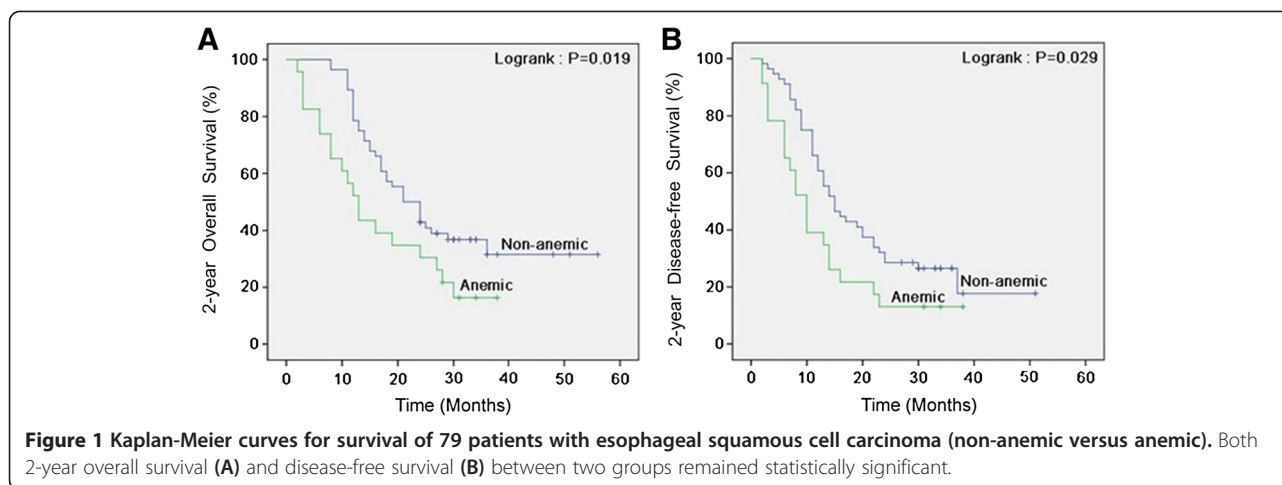 A
2-year Overall Survival (%)
100
80
60
40
20
0
Logrank : P=0.019
Non-anemic
Anemic
0 10 20 30 40 50 60
Time (Months)
B
2-year Disease-free Survival (%)
100
80
60
40
20
0
Logrank : P=0.029
Non-anemic
Anemic
0 10 20 30 40 50 60
Time (Months)
Figure 1 Kaplan-Meier curves for survival of 79 patients with esophageal squamous cell carcinoma (non-anemic versus anemic). Both
2-year overall survival (A) and disease-free survival (B) between two groups remained statistically significant.